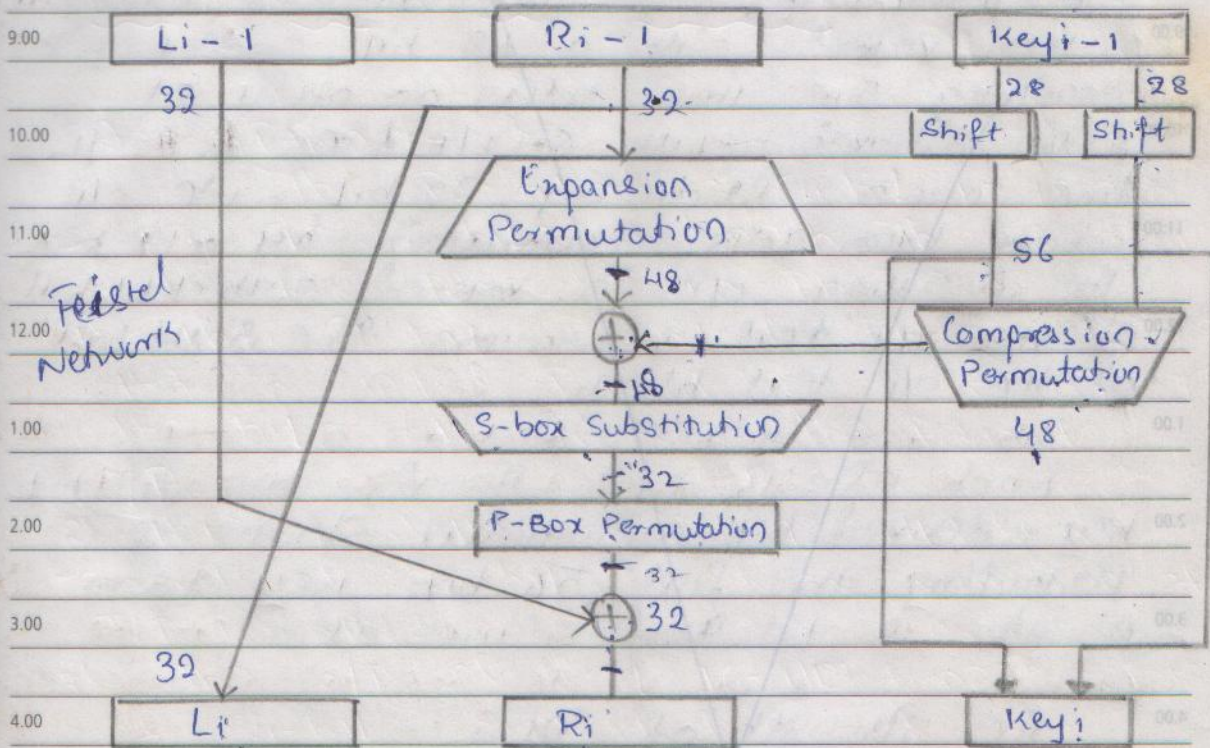 9.00 Li-1 Ri-1 Keyi-1
32 32 28 28
10.00 Shift Shift
Expansion
11.00 Permutation 56
48
Feistel
12.00 Compression
Network Permutation
48
1.00 S-box Substitution 48
32
2.00 P-Box Permutation
32
3.00 32
32
4.00 Li Ri Keyi